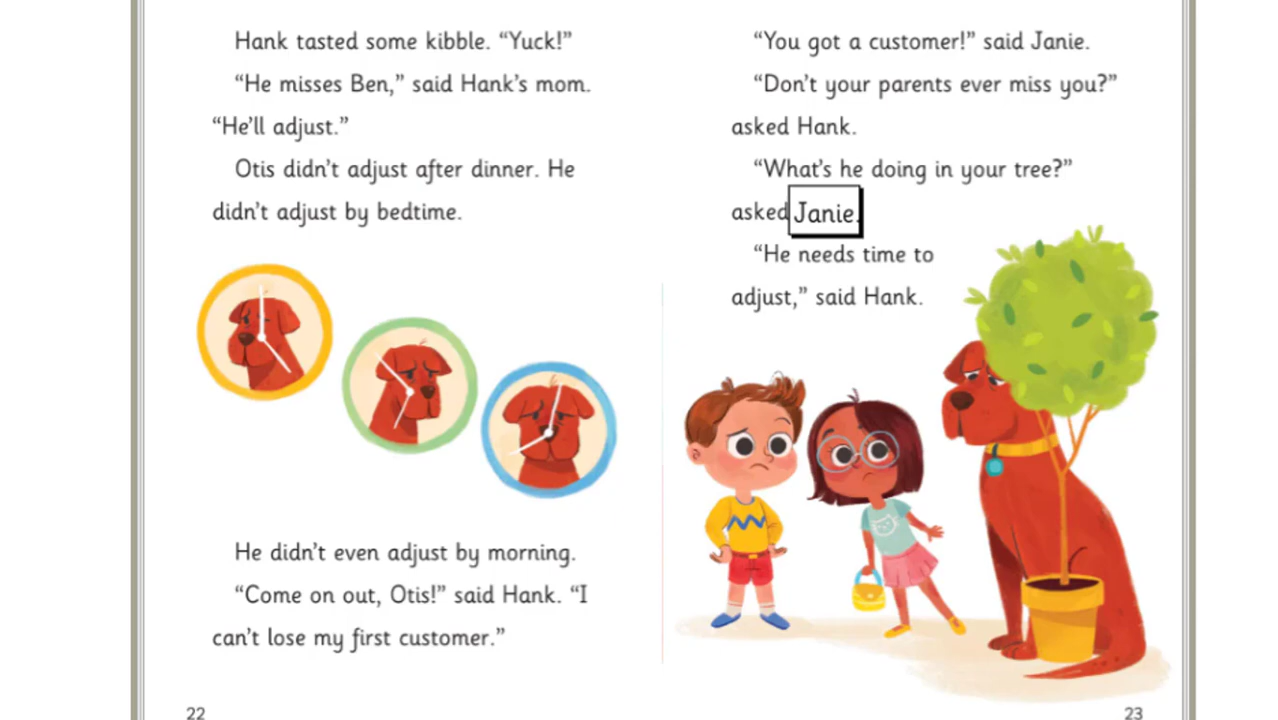 Hank tasted some kibble. “Yuck!”
“He misses Ben,” said Hank’s mom.
“He’ll adjust.”
Otis didn’t adjust after dinner. He
didn’t adjust by bedtime.
He didn’t even adjust by morning.
“Come on out, Otis!” said Hank. “I
can’t lose my first customer.”
22
“You got a customer!” said Janie.
“Don’t your parents ever miss you?”
asked Hank.
“What’s he doing in your tree?”
asked Janie.
“He needs time to
adjust,” said Hank.
23